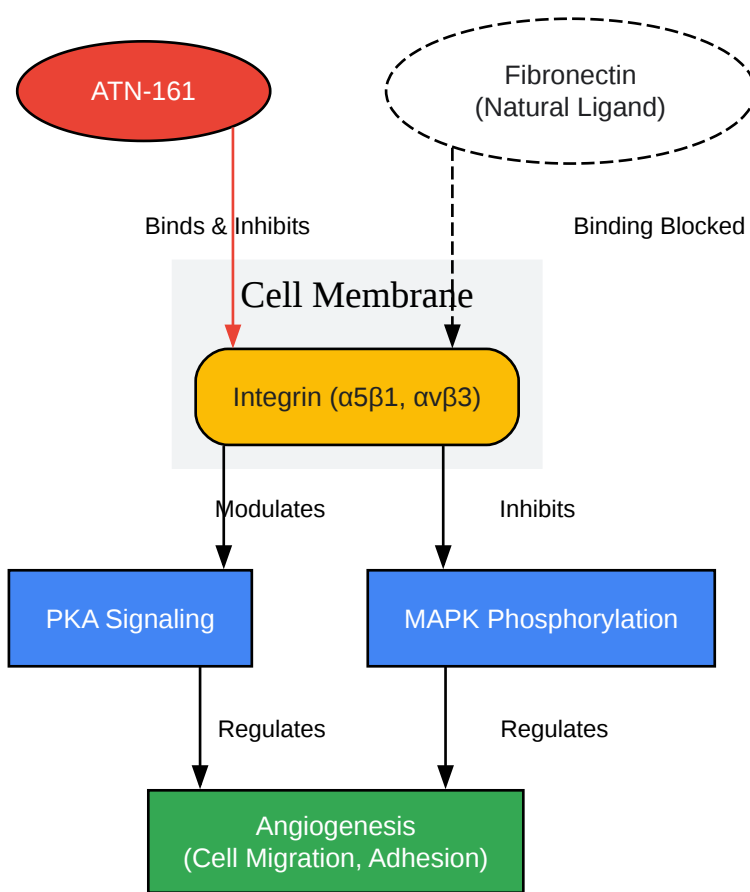 ATN-161
Fibronectin
(Natural Ligand)
Binds & Inhibits
Binding Blocked
Cell Membrane
Integrin (α5β1, αvβ3)
Modulates
Inhibits
PKA Signaling
MAPK Phosphorylation
Regulates
Regulates
Angiogenesis
(Cell Migration, Adhesion)